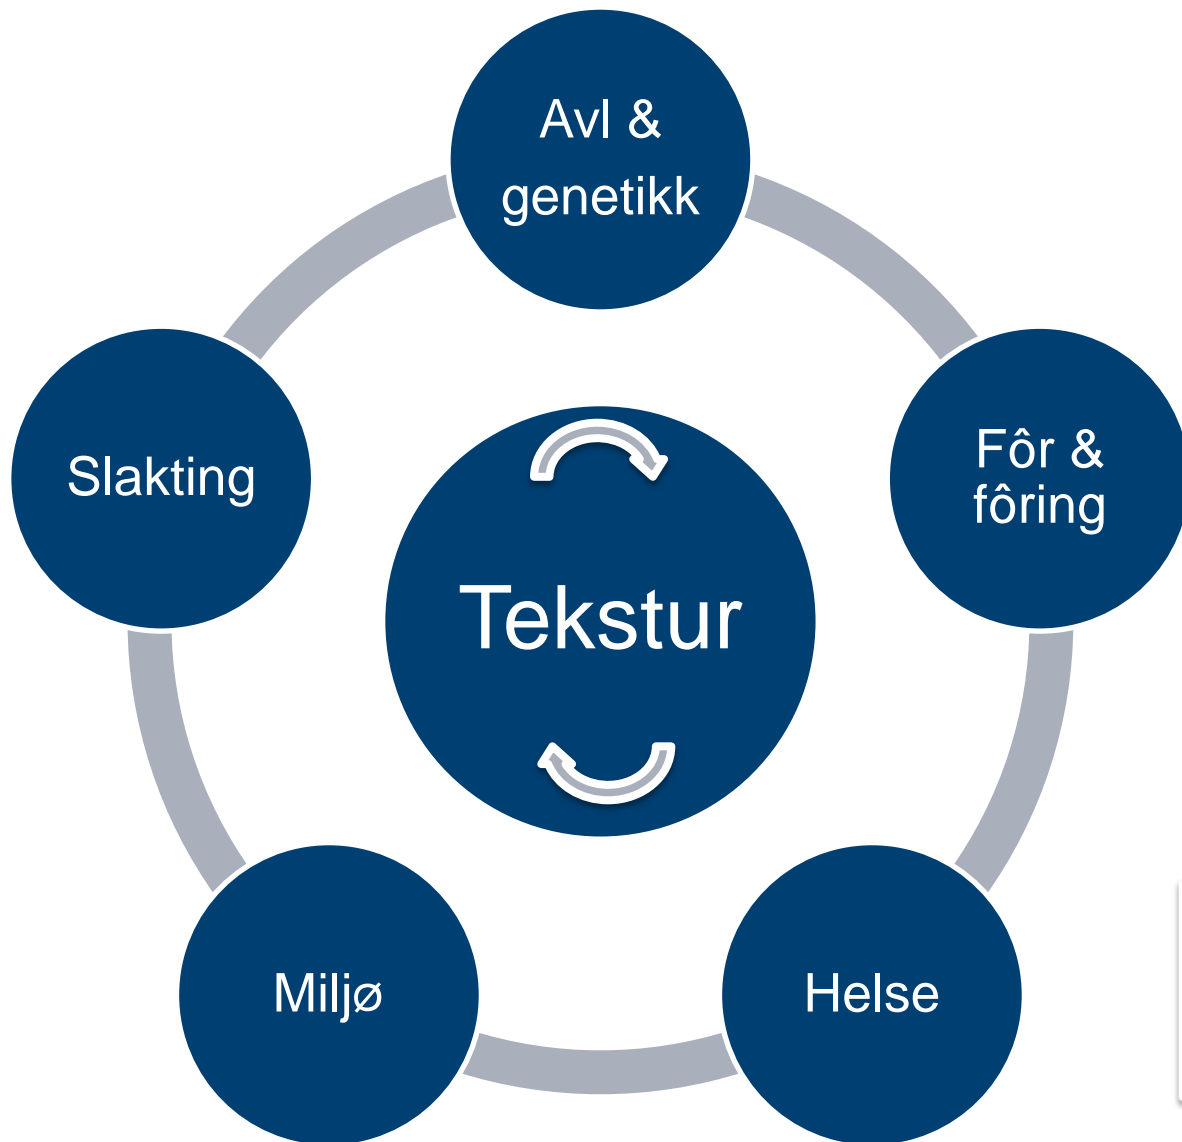 Avl &
genetikk
Fôr &
fôring
Slakting
Tekstur
Miljø
Helse